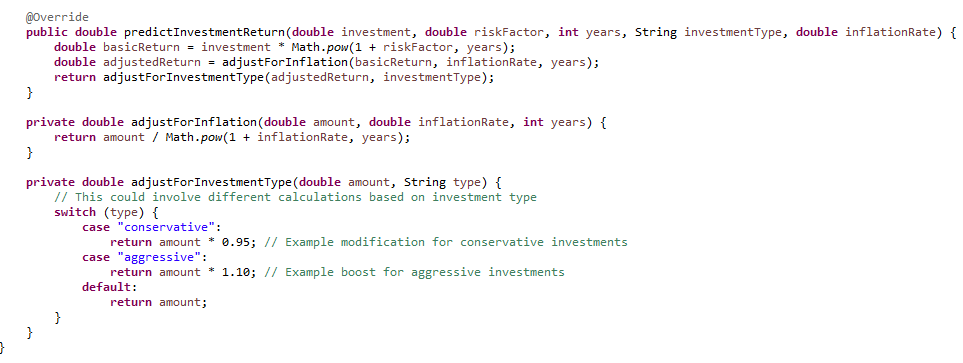 @Override
public double predictInvestmentReturn(double investment, double riskFactor, int years, String investmentType, double inflationRate) {
double basicReturn = investment * Math.pow(1 + riskFactor, years);
double adjustedReturn = adjustForInflation(basicReturn, inflationRate, years);
return adjustForInvestmentType(adjustedReturn, investmentType);
}
private double adjustForInflation(double amount, double inflationRate, int years) {
return amount / Math.pow(1 + inflationRate, years);
}
private double adjustForInvestmentType(double amount, String type) {
// This could involve different calculations based on investment type
switch (type) {
case "conservative":
return amount * 0.95; // Example modification for conservative investments
case "aggressive":
return amount * 1.10; // Example boost for aggressive investments
default:
return amount;
}
}
}